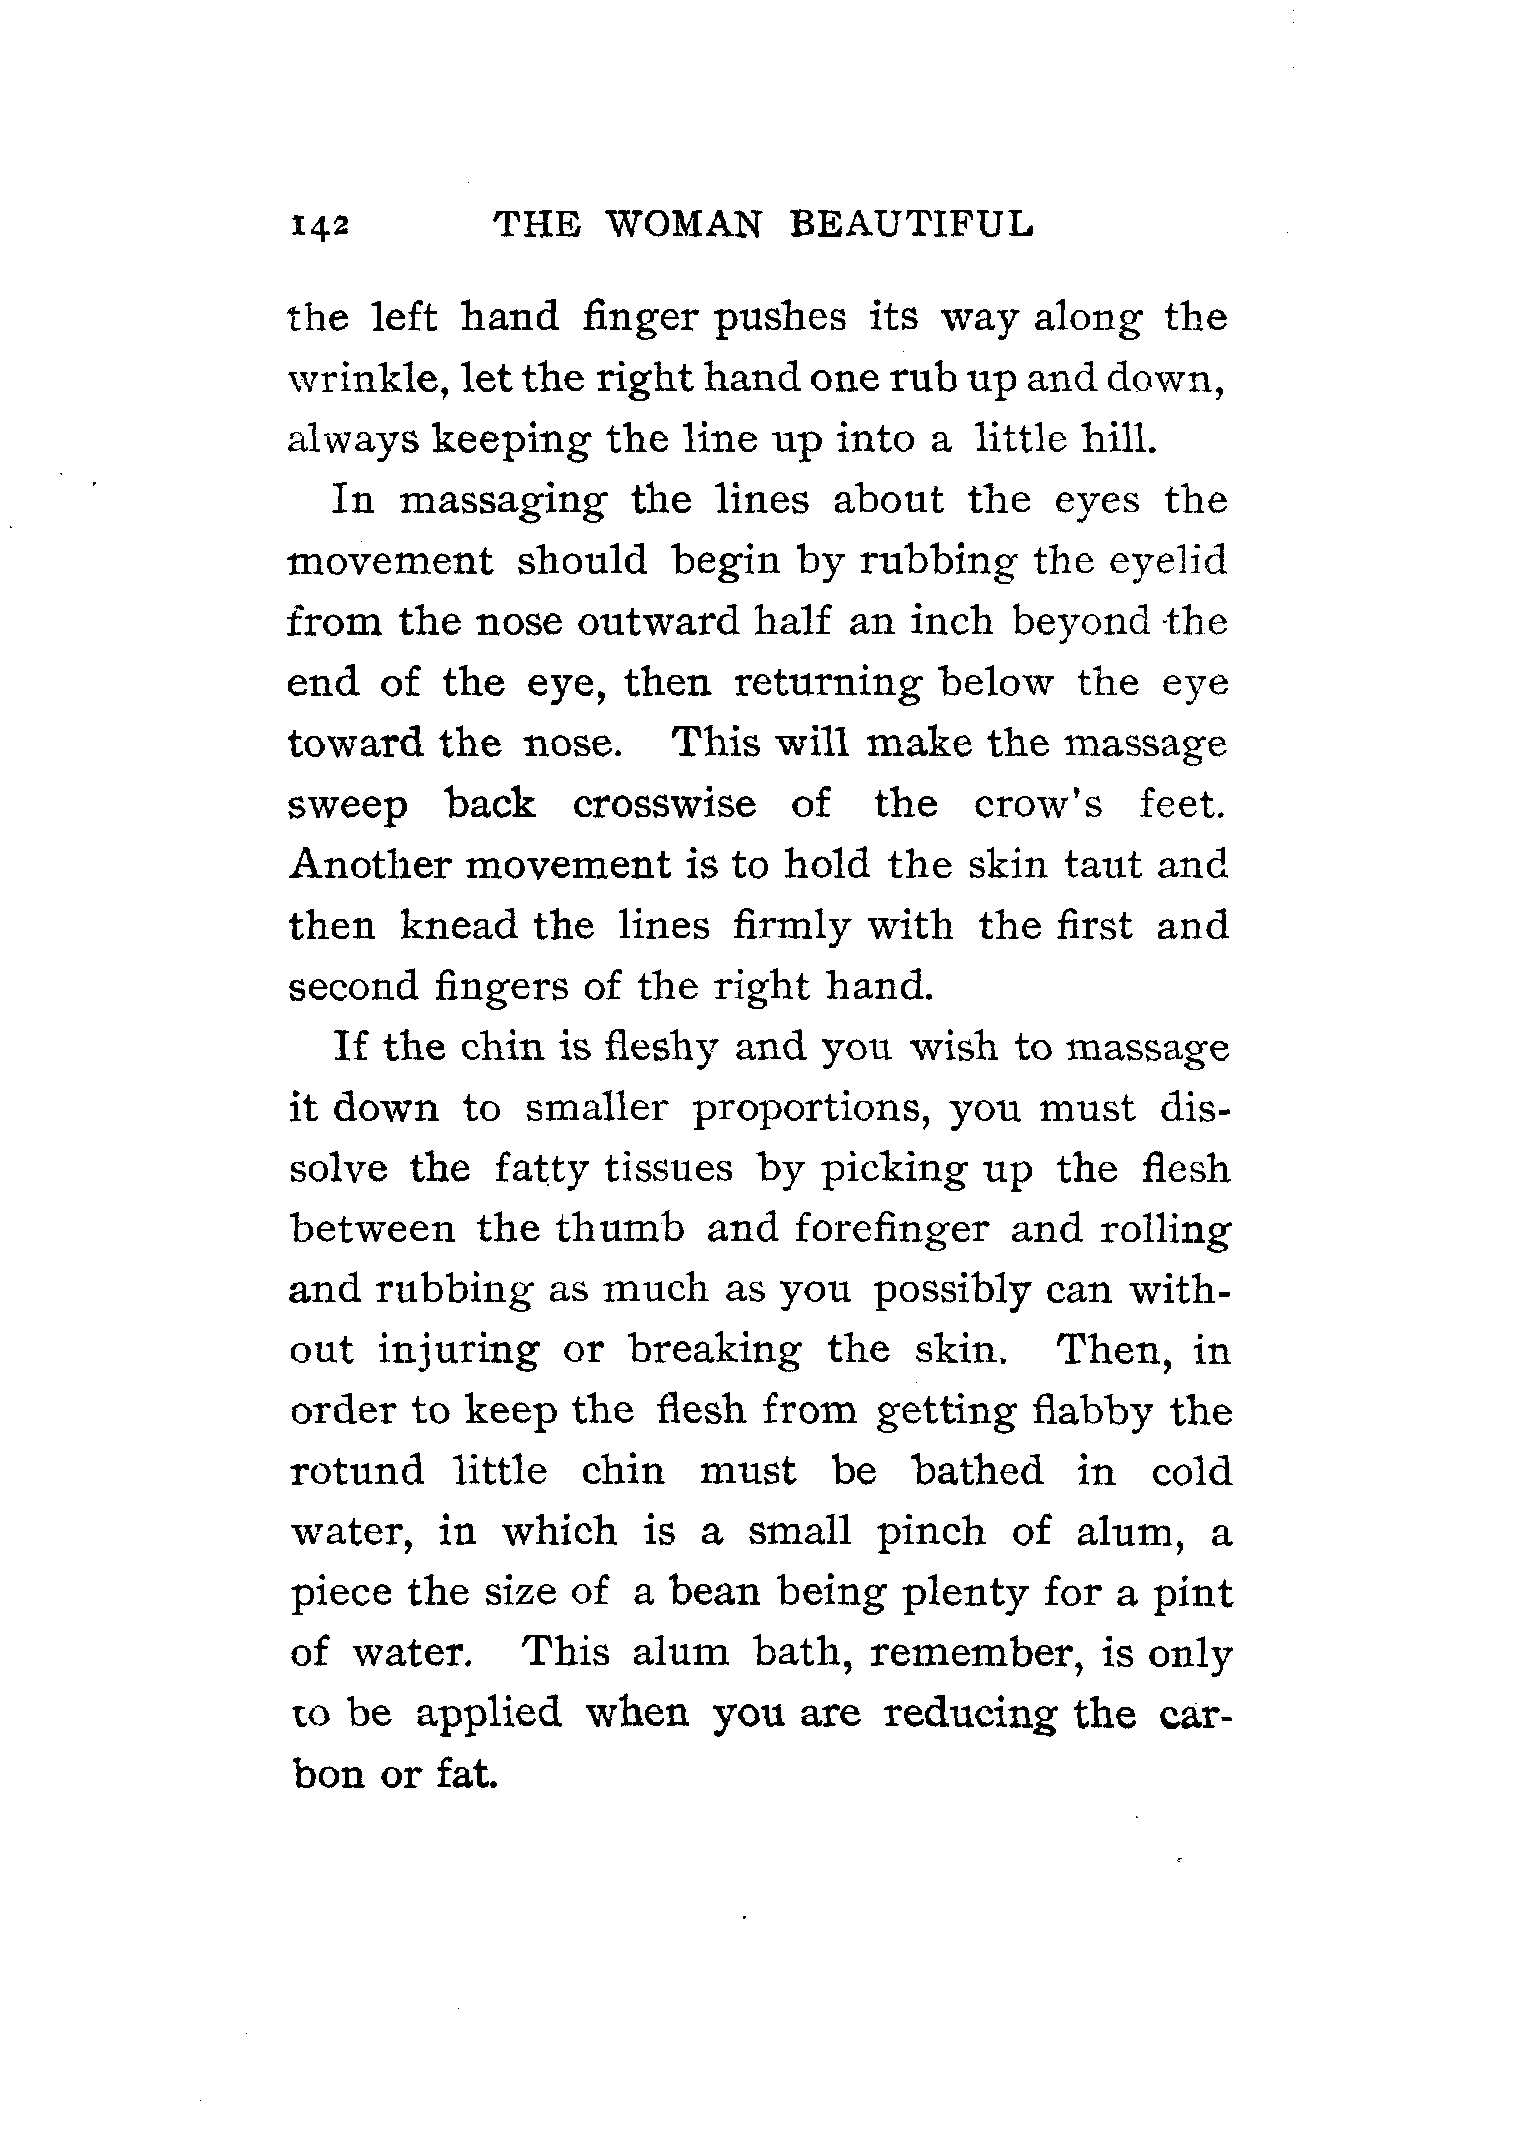 142 THE WOMAN BEAUTIFUL
the left hand finger pushes its way along the
wrinkle, let the right hand one rub up and down,
always keeping the line up into a little hill.
In massaging the lines about the eyes the
movement should begin by rubbing the eyelid
from the nose outward half an inch beyond the
end of the eye, then returning below the eye
toward the nose. This will make the massage
sweep back crosswise of the crow's feet.
Another movement is to hold the skin taut and
then knead the lines firmly with the first and
second fingers of the right hand.
If the chin is fleshy and you wish to massage
it down to smaller proportions, you must dis-
solve the fatty tissues by picking up the flesh
between the thumb and forefinger and rolling
and rubbing as much as you possibly can with-
out injuring or breaking the skin. Then, in
order to keep the flesh from getting flabby the
rotund little chin must be bathed in cold
water, in which is a small pinch of alum, a
piece the size of a bean being plenty for a pint
of water. This alum bath, remember, is only
to be applied when you are reducing the car-
bon or fat.